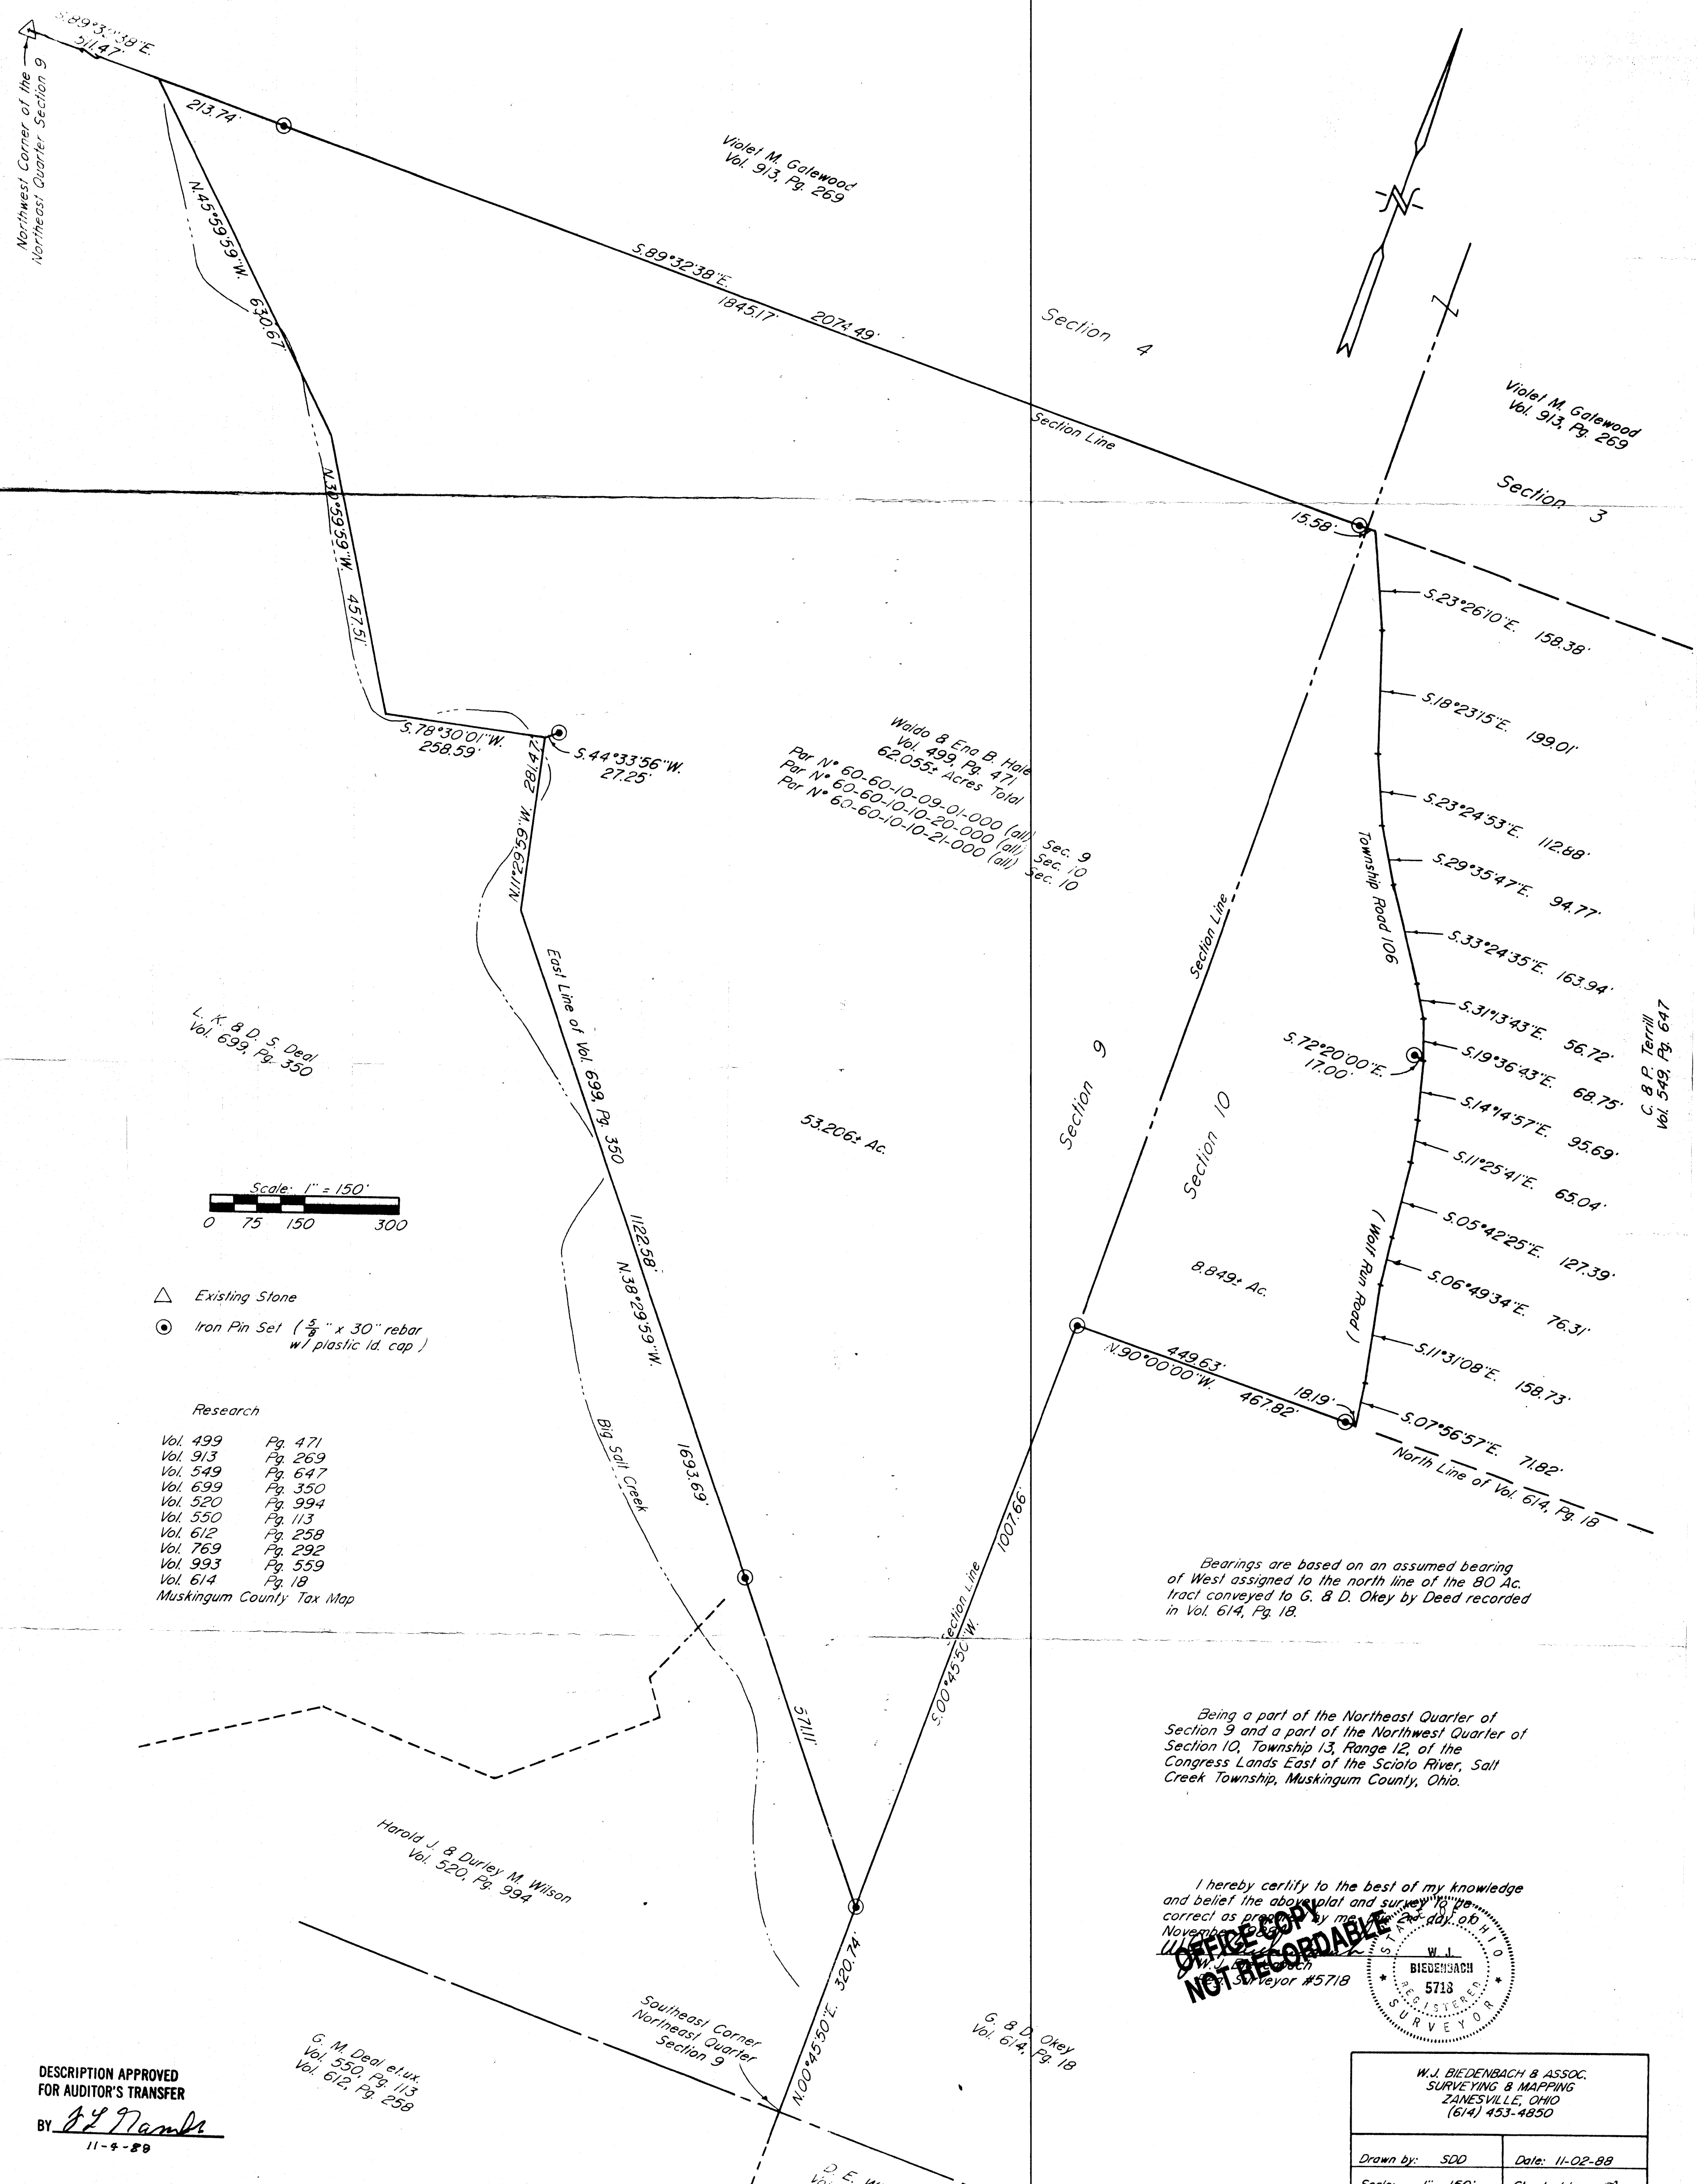 511.47'
Northwest Corner of the
Northeast Quarter Section 9
213.74'
N.45°59'59"W. 630.67'
Violet M. Galewood
Vol. 913, Pg. 269
S.89°32'38"E.
1845.17' 2074.49'
Section 4
N
Section Line
Violet M. Galewood
Vol. 913, Pg. 269
Section 3
15.58'
N.30°59'59"W. 457.51'
S.78°30'01"W.
258.59'
S.44°33'56"W.
27.25'
N.11°29'59"W. 281.47'
Waldo & Ena B. Hale
Vol. 499, Pg. 471
62.055± Acres Total
Par Nº 60-60-10-09-01-000 (all) Sec. 9
Par Nº 60-60-10-10-20-000 (all) Sec. 10
Par Nº 60-60-10-10-21-000 (all) Sec. 10
S.23°26'10"E. 158.38'
S.18°23'15"E. 199.01'
S.23°24'53"E. 112.88'
S.29°35'47"E. 94.77'
S.33°24'35"E. 163.94'
S.31°13'43"E. 56.72'
S.19°36'43"E. 68.75'
S.14°14'57"E. 95.69'
S.11°25'41"E. 65.04'
S.05°42'25"E. 127.39'
S.06°49'34"E. 76.31'
S.11°31'08"E. 158.73'
S.07°56'57"E. 71.82'
Township Road 106
( Wolf Run Road )
C. & P. Terrill
Vol. 549, Pg. 647
S.72°20'00"E.
17.00'
Section Line
Section 9
Section 10
East Line of Vol. 699, Pg. 350
L. K. & D. S. Deal
Vol. 699, Pg. 350
53.206± Ac.
8.849± Ac.
1122.58'
N.38°29'59"W.
1693.69'
Big Salt Creek
449.63'
N.90°00'00"W. 467.82'
18.19'
North Line of Vol. 614, Pg. 18
Scale: 1" = 150'
0 75 150 300
Existing Stone
Iron Pin Set ( 5/8" x 30" rebar
w/ plastic Id. cap )
Research
Vol. 499 Pg. 471
Vol. 913 Pg. 269
Vol. 549 Pg. 647
Vol. 699 Pg. 350
Vol. 520 Pg. 994
Vol. 550 Pg. 113
Vol. 612 Pg. 258
Vol. 769 Pg. 292
Vol. 993 Pg. 559
Vol. 614 Pg. 18
Muskingum County Tax Map
1007.66'
Section Line
S.00°45'50"W.
571.11'
Bearings are based on an assumed bearing
of West assigned to the north line of the 80 Ac.
tract conveyed to G. & D. Okey by Deed recorded
in Vol. 614, Pg. 18.
Being a part of the Northeast Quarter of
Section 9 and a part of the Northwest Quarter of
Section 10, Township 13, Range 12, of the
Congress Lands East of the Scioto River, Salt
Creek Township, Muskingum County, Ohio.
Harold J. & Durley M. Wilson
Vol. 520, Pg. 994
I hereby certify to the best of my knowledge
and belief the above plat and survey to be
correct as prepared by me day of
November
OFFICE COPY
NOT RECORDABLE
Surveyor #5718
STATE OF OHIO
W. J.
BIEDENBACH
5718
REGISTERED
SURVEYOR
N.00°45'50"E. 320.74'
Southeast Corner
Northeast Quarter
Section 9
G. & D. Okey
Vol. 614, Pg. 18
G. M. Deal et.ux.
Vol. 550, Pg. 113
Vol. 612, Pg. 258
DESCRIPTION APPROVED
FOR AUDITOR'S TRANSFER
BY
11-4-88
W.J. BIEDENBACH & ASSOC.
SURVEYING & MAPPING
ZANESVILLE, OHIO
(614) 453-4850
Drawn by: SDD
Date: 11-02-88
D. E.